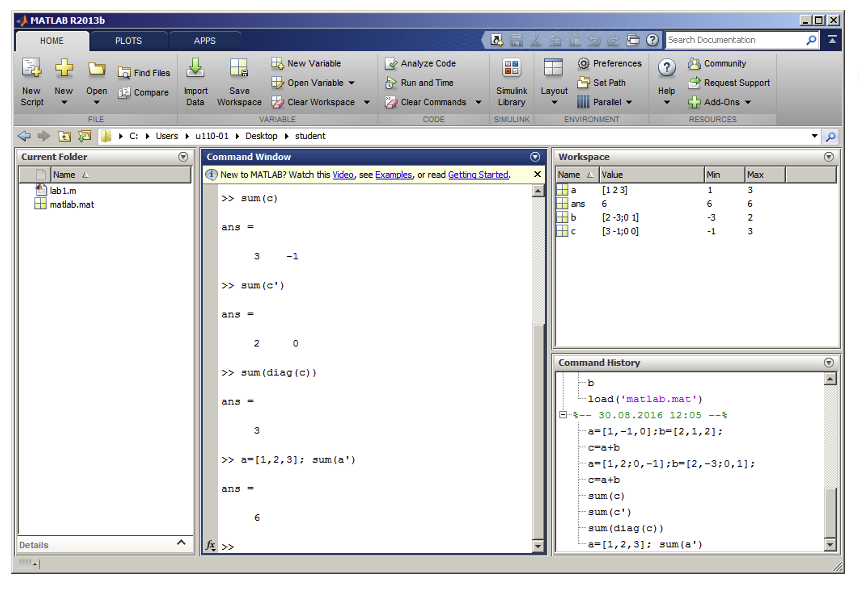 MATLAB R2013b
HOME PLOTS APPS
Search Documentation
New Script
New
Open
Find Files
Compare
FILE
Import Data
Save Workspace
New Variable
Open Variable
Clear Workspace
VARIABLE
Analyze Code
Run and Time
Clear Commands
CODE
Simulink Library
SIMULINK
Layout
Preferences
Set Path
Parallel
ENVIRONMENT
Help
Community
Request Support
Add-Ons
RESOURCES
C: Users u110-01 Desktop student
Current Folder
Name
lab1.m
matlab.mat
Details
Command Window
New to MATLAB? Watch this Video, see Examples, or read Getting Started.
>> sum(c)
ans =
3 -1
>> sum(c')
ans =
2 0
>> sum(diag(c))
ans =
3
>> a=[1,2,3]; sum(a')
ans =
6
fx >>
Workspace
Name Value Min Max
a [1 2 3] 1 3
ans 6 6 6
b [2 -3;0 1] -3 2
c [3 -1;0 0] -1 3
Command History
b
load('matlab.mat')
%-- 30.08.2016 12:05 --%
a=[1,-1,0];b=[2,1,2];
c=a+b
a=[1,2;0,-1];b=[2,-3;0,1];
c=a+b
sum(c)
sum(c')
sum(diag(c))
a=[1,2,3]; sum(a')